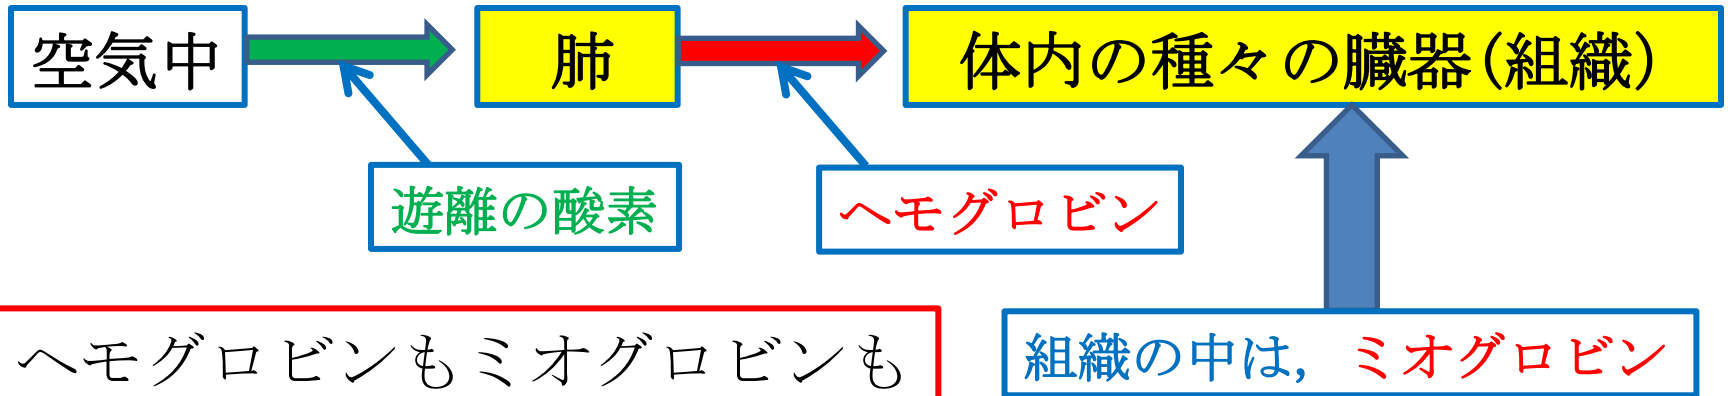 空気中
肺
体内の種々の臓器(組織)
遊離の酸素
ヘモグロビン
ヘモグロビンもミオグロビンも
組織の中は,ミオグロビン